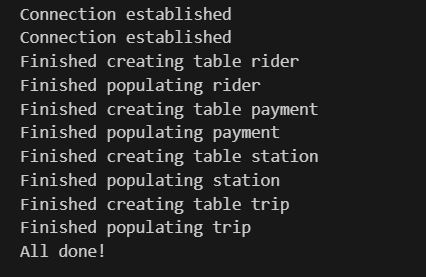 Connection established
Connection established
Finished creating table rider
Finished populating rider
Finished creating table payment
Finished populating payment
Finished creating table station
Finished populating station
Finished creating table trip
Finished populating trip
All done!